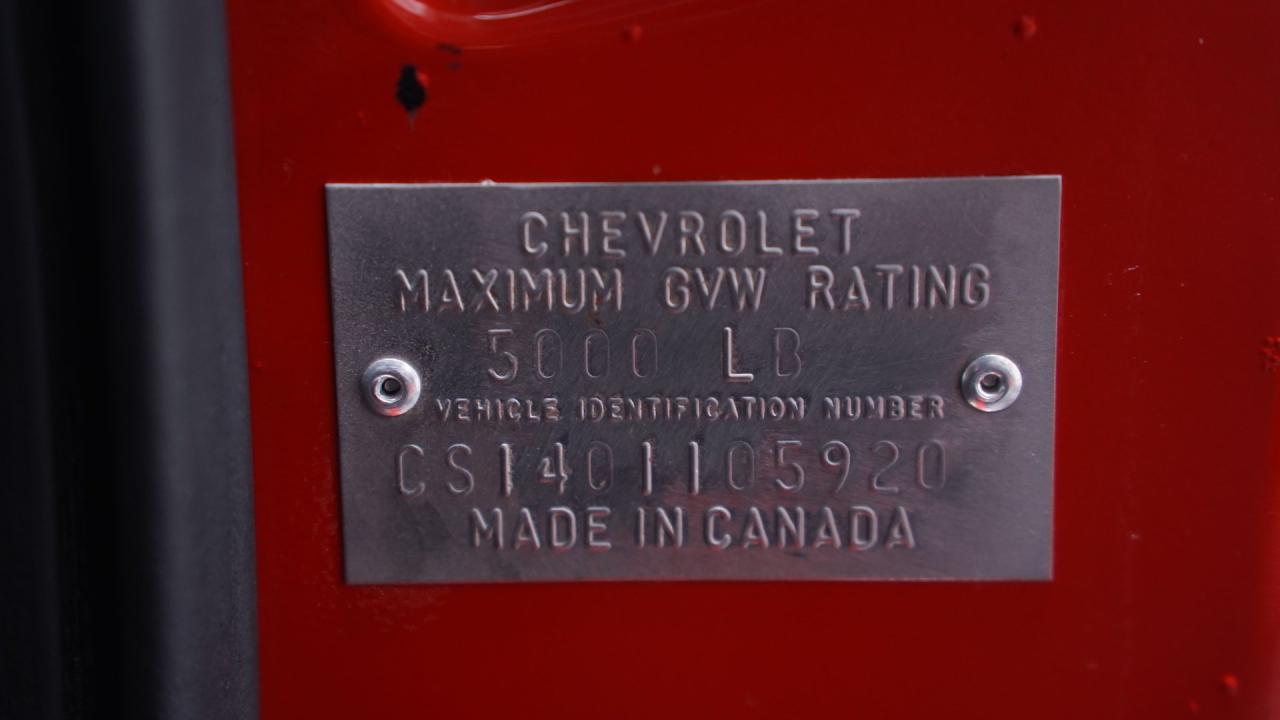 CHEVROLET
MAXIMUM GVW RATING
5000 LB
VEHICLE IDENTIFICATION NUMBER
CS1401105920
MADE IN CANADA